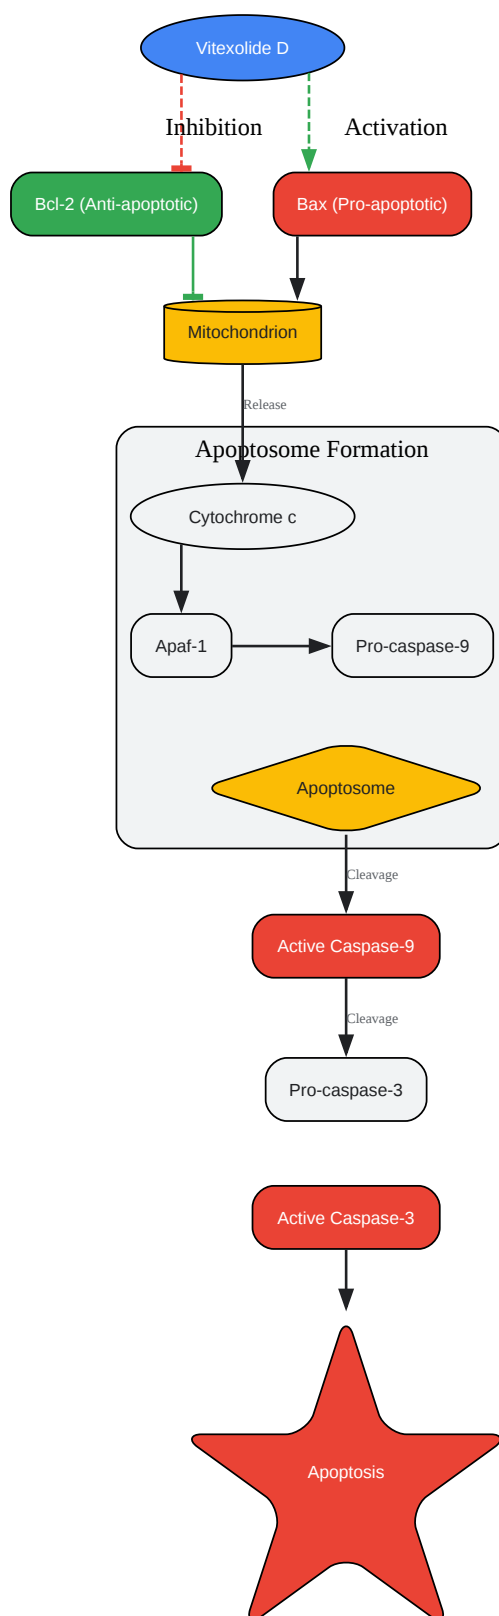 Vitexolide D
Inhibition
Activation
Bcl-2 (Anti-apoptotic)
Bax (Pro-apoptotic)
Mitochondrion
Release
Apoptosome Formation
Cytochrome c
Apaf-1
Pro-caspase-9
Apoptosome
Cleavage
Active Caspase-9
Cleavage
Pro-caspase-3
Active Caspase-3
Apoptosis